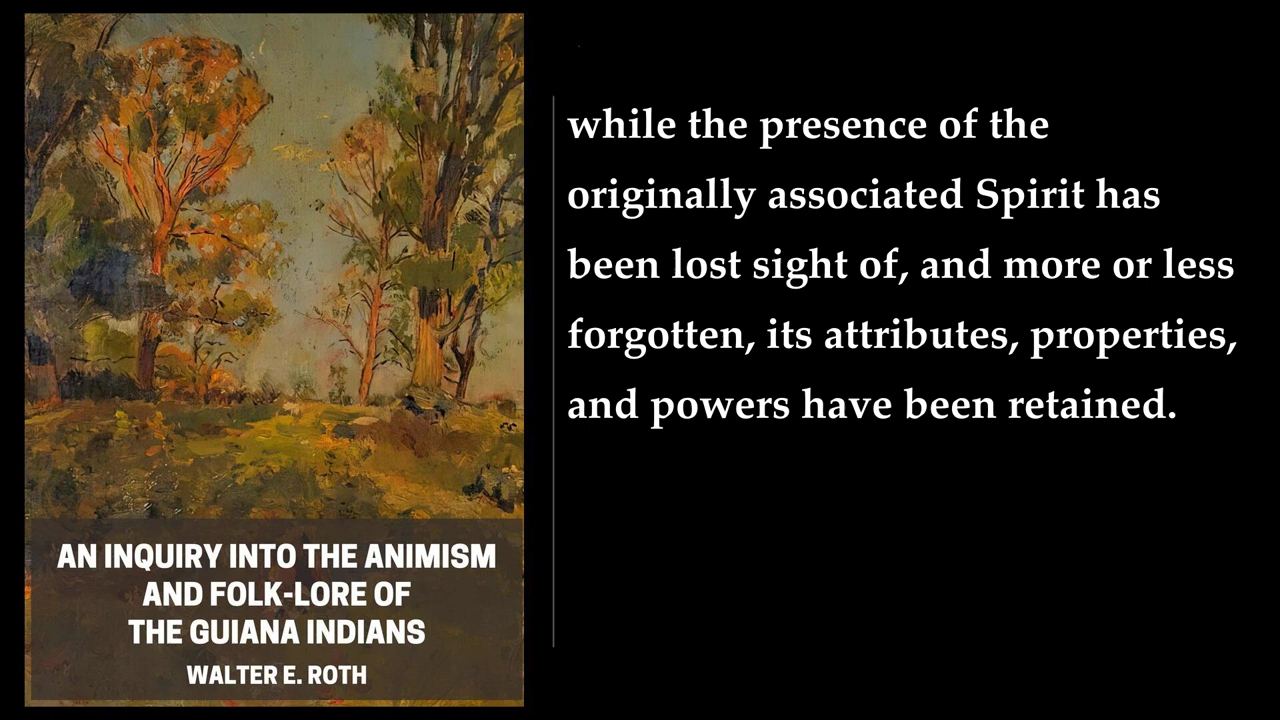 while the presence of the
originally associated Spirit has
been lost sight of, and more or less
forgotten, its attributes, properties,
and powers have been retained.
AN INQUIRY INTO THE ANIMISM
AND FOLK-LORE OF
THE GUIANA INDIANS
WALTER E. ROTH